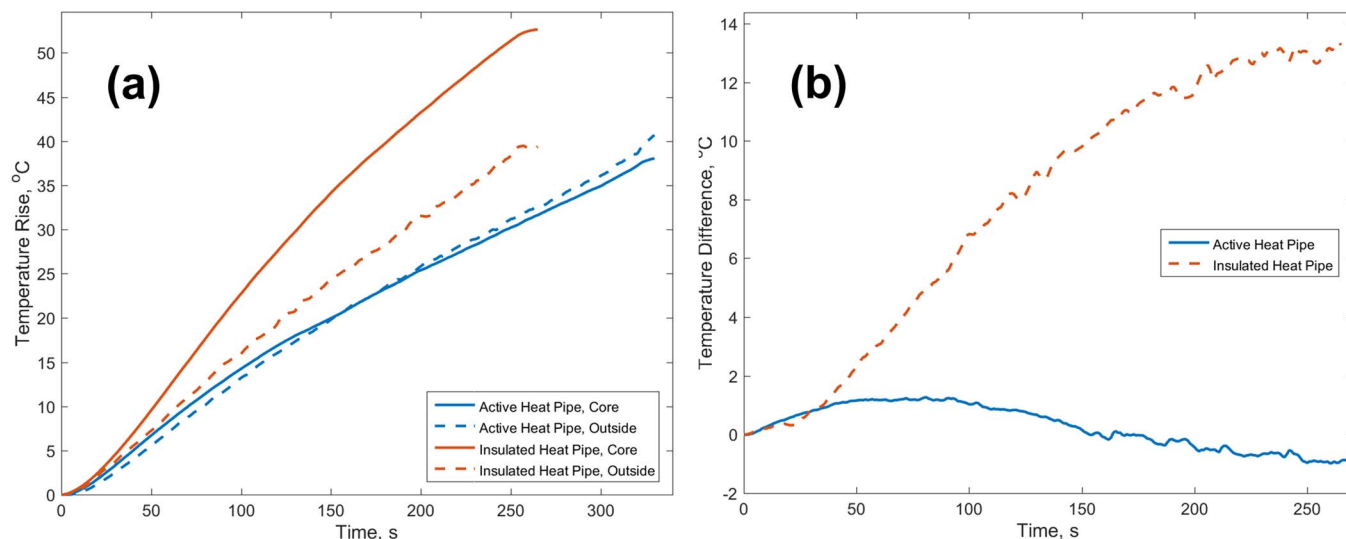 (a)
Temperature Rise, °C
50
45
40
35
30
25
20
15
10
5
0
0 50 100 150 200 250 300
Time, s
Active Heat Pipe, Core
Active Heat Pipe, Outside
Insulated Heat Pipe, Core
Insulated Heat Pipe, Outside
(b)
Temperature Difference, °C
14
12
10
8
6
4
2
0
-2
0 50 100 150 200 250
Time, s
Active Heat Pipe
Insulated Heat Pipe